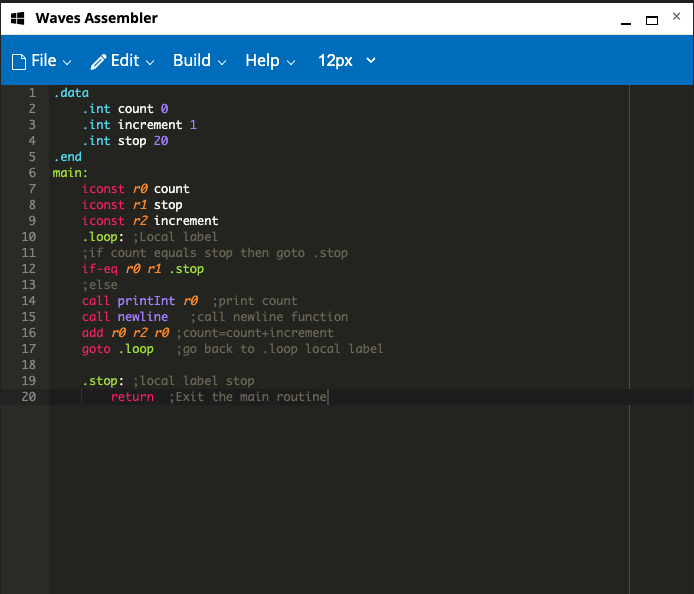 Waves Assembler
File Edit Build Help 12px
1 .data
2     .int count 0
3     .int increment 1
4     .int stop 20
5 .end
6 main:
7     iconst r0 count
8     iconst r1 stop
9     iconst r2 increment
10     .loop: ;Local label
11     ;if count equals stop then goto .stop
12     if-eq r0 r1 .stop
13     ;else
14     call printInt r0  ;print count
15     call newline   ;call newline function
16     add r0 r2 r0 ;count=count+increment
17     goto .loop   ;go back to .loop local label
18
19     .stop: ;local label stop
20         return  ;Exit the main routine